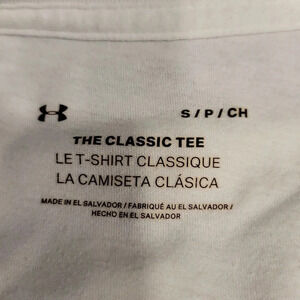 S / P / CH
THE CLASSIC TEE
LE T-SHIRT CLASSIQUE
LA CAMISETA CLÁSICA
MADE IN EL SALVADOR / FABRIQUÉ AU EL SALVADOR /
HECHO EN EL SALVADOR